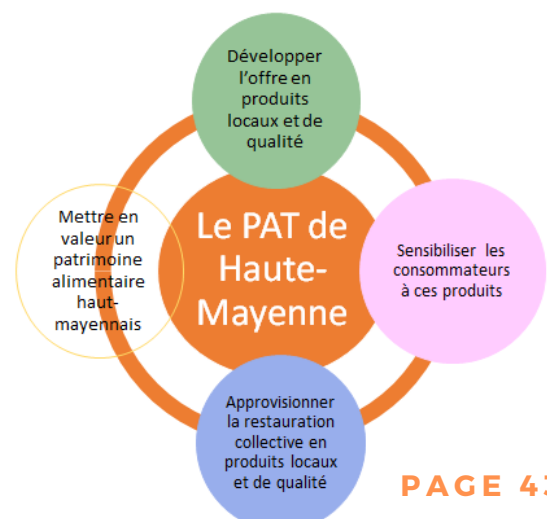 Développer
l'offre en
produits
locaux et de
qualité
Mettre en
valeur un
patrimoine
alimentaire
haut-
mayennais
Le PAT de
Haute-
Mayenne
Sensibiliser les
consommateurs
à ces produits
Approvisionner
la restauration
collective en
produits locaux
et de qualité
PAGE 43